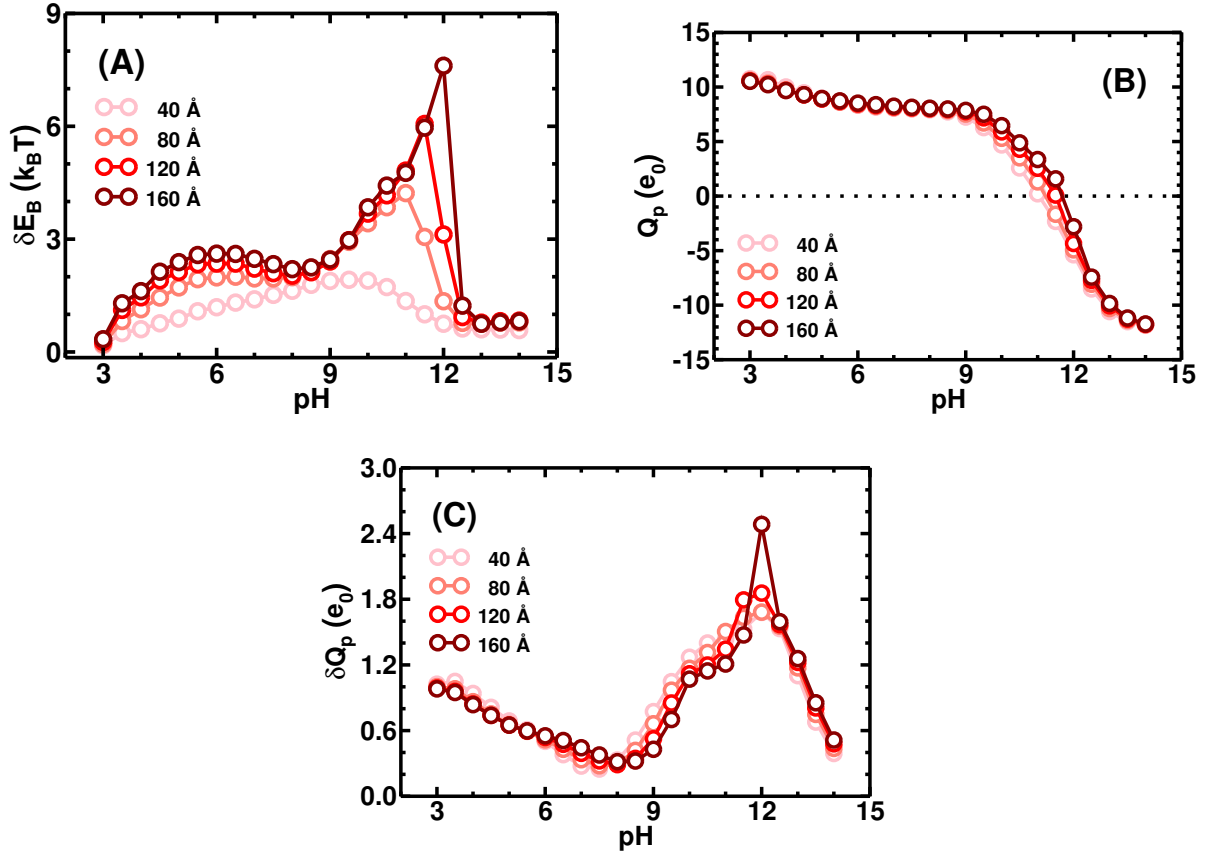 9
6
3
0
δE_B (k_BT)
(A)
40 Å
80 Å
120 Å
160 Å
3 6 9 12 15
pH
15
10
5
0
-5
-10
-15
Q_p (e_0)
(B)
40 Å
80 Å
120 Å
160 Å
3 6 9 12 15
pH
3.0
2.4
1.8
1.2
0.6
0.0
δQ_p (e_0)
(C)
40 Å
80 Å
120 Å
160 Å
3 6 9 12 15
pH